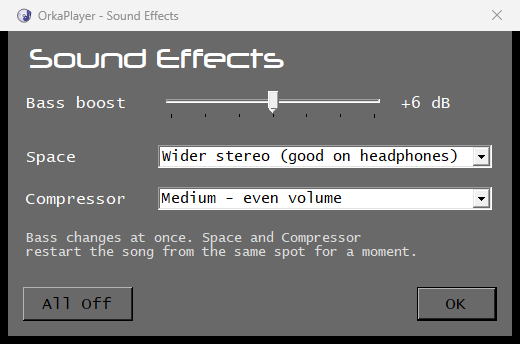 OrkaPlayer - Sound Effects
Sound Effects
Bass boost +6 dB
Space Wider stereo (good on headphones)
Compressor Medium - even volume
Bass changes at once. Space and Compressor
restart the song from the same spot for a moment.
All Off OK